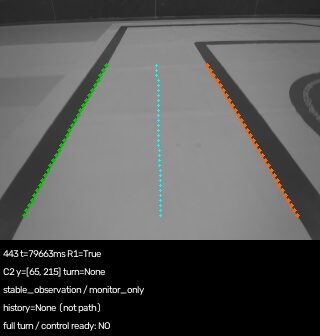 443 t=79663ms R1=True
C2 y=[65, 215] turn=None
stable_observation / monitor_only
history=None (not path)
full turn / control ready: NO